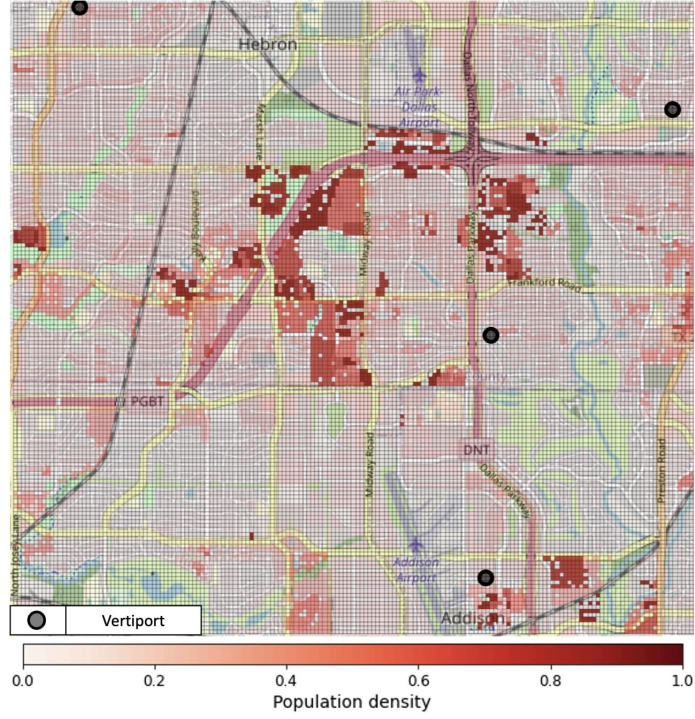 Hebron
Dallas North Tollway
Air Park-
Dallas
Airport
Marsh Lane
Midway Road
Dallas Parkway
Frankford Road
County
PGBT
DNT
Midway Road
Dallas Parkway
Preston Road
North Josey Lane
Addison
Airport
Addison
Vertiport
0.0 0.2 0.4 0.6 0.8 1.0
Population density